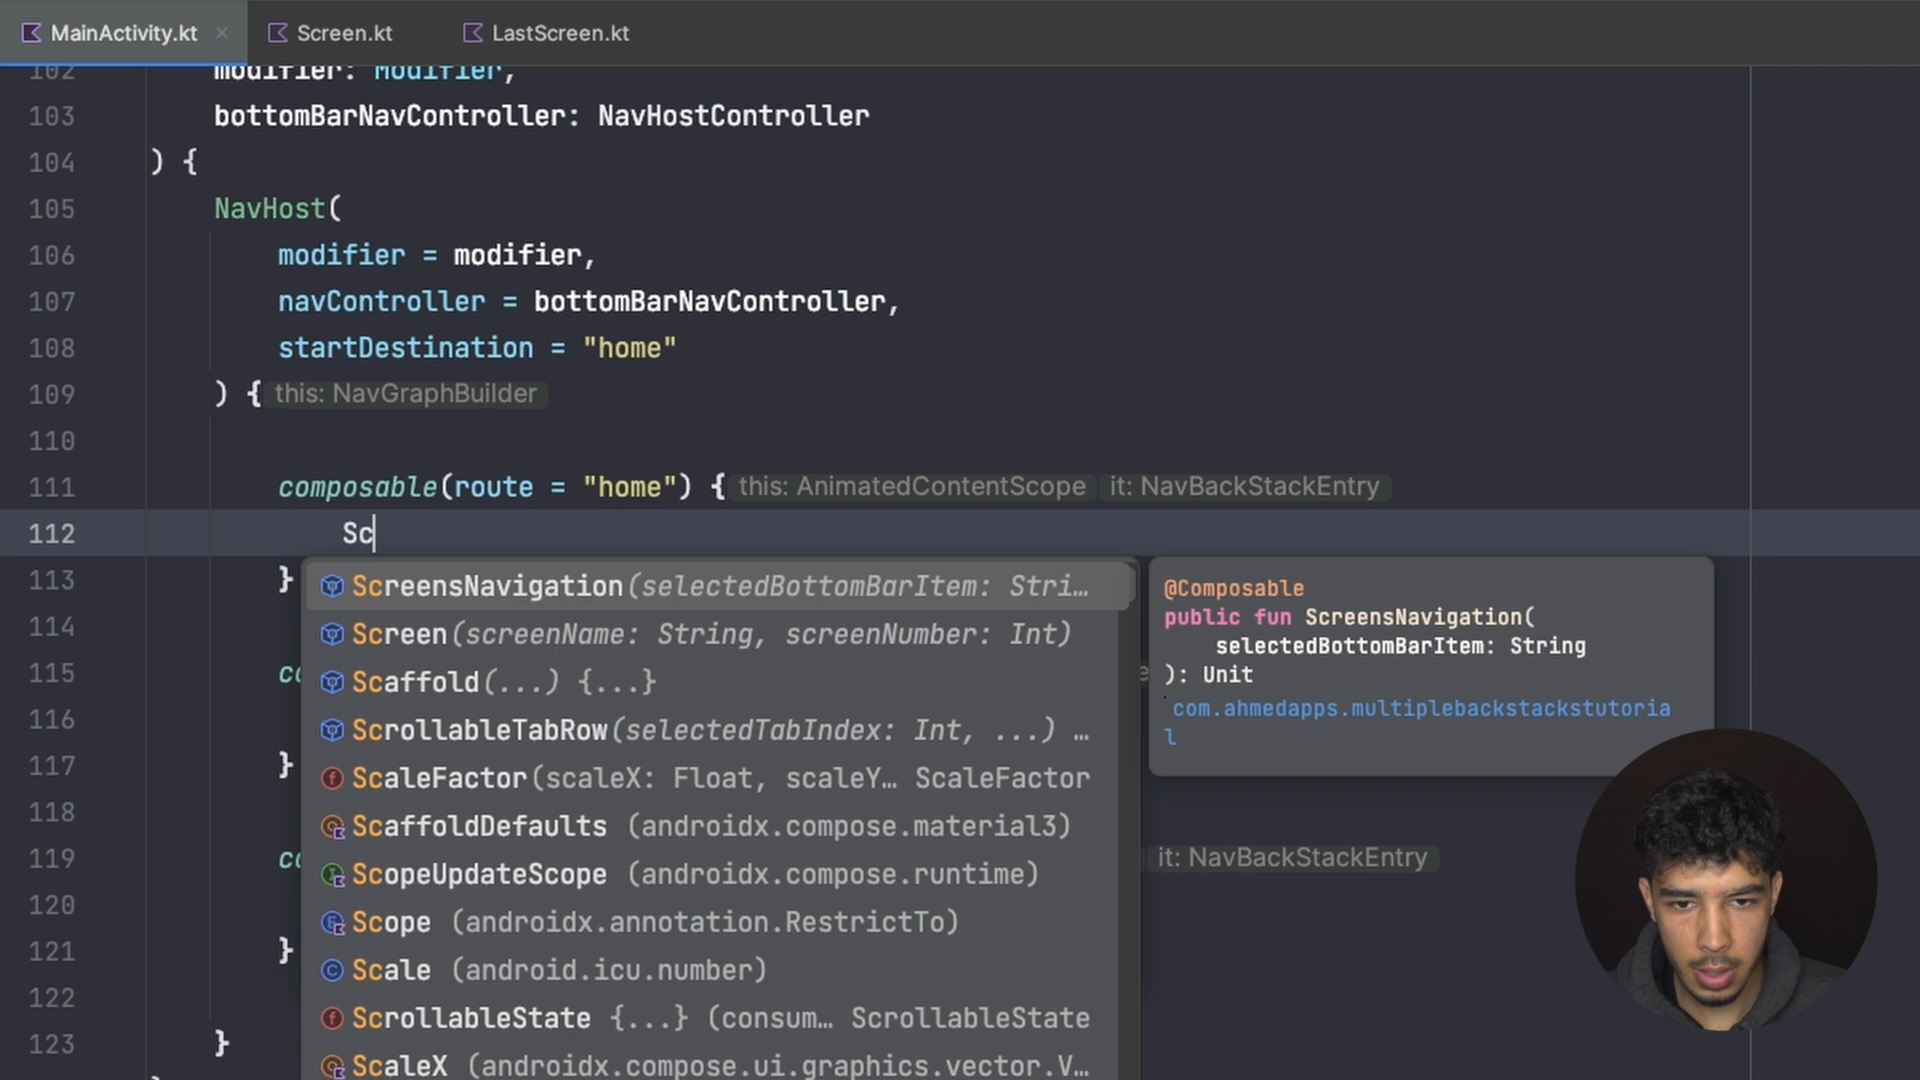 MainActivity.kt Screen.kt LastScreen.kt
102 modifier: Modifier,
103 bottomBarNavController: NavHostController
104 ) {
105 NavHost(
106 modifier = modifier,
107 navController = bottomBarNavController,
108 startDestination = "home"
109 ) { this: NavGraphBuilder
110
111 composable(route = "home") { this: AnimatedContentScope it: NavBackStackEntry
112 Sc
113 }
114
115
116
117 }
118
119 it: NavBackStackEntry
120
121 }
122
123 }
ScreensNavigation(selectedBottomBarItem: Stri…
Screen(screenName: String, screenNumber: Int)
Scaffold(...) {...}
ScrollableTabRow(selectedTabIndex: Int, ...) …
ScaleFactor(scaleX: Float, scaleY… ScaleFactor
ScaffoldDefaults (androidx.compose.material3)
ScopeUpdateScope (androidx.compose.runtime)
Scope (androidx.annotation.RestrictTo)
Scale (android.icu.number)
ScrollableState {...} (consum… ScrollableState
ScaleX (androidx.compose.ui.graphics.vector.V…
@Composable
public fun ScreensNavigation(
selectedBottomBarItem: String
): Unit
com.ahmedapps.multiplebackstackstutoria
l